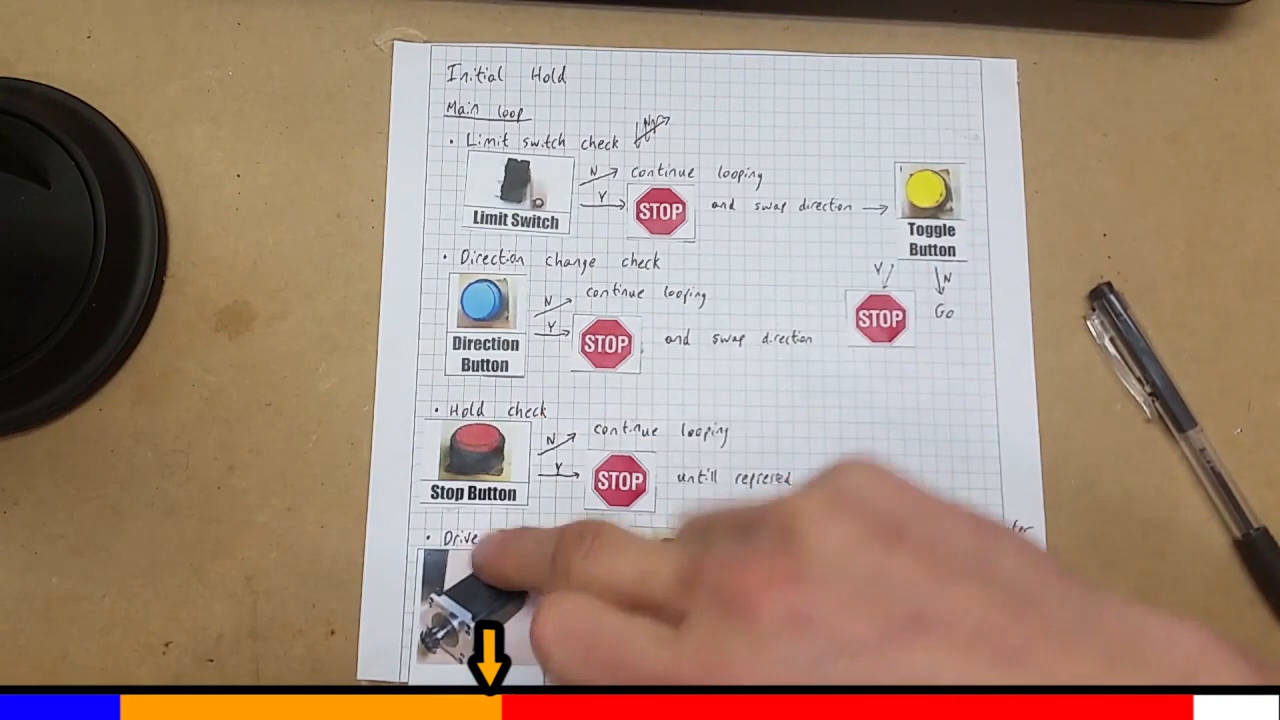 Initial Hold
Main loop
• Limit switch check
N continue looping
Limit Switch
Y STOP and swap direction →
Toggle Button
Y N
STOP Go
• Direction change check
N continue looping
Direction Button
Y STOP and swap direction
• Hold check
N continue looping
Stop Button
Y STOP untill repressed
• Drive